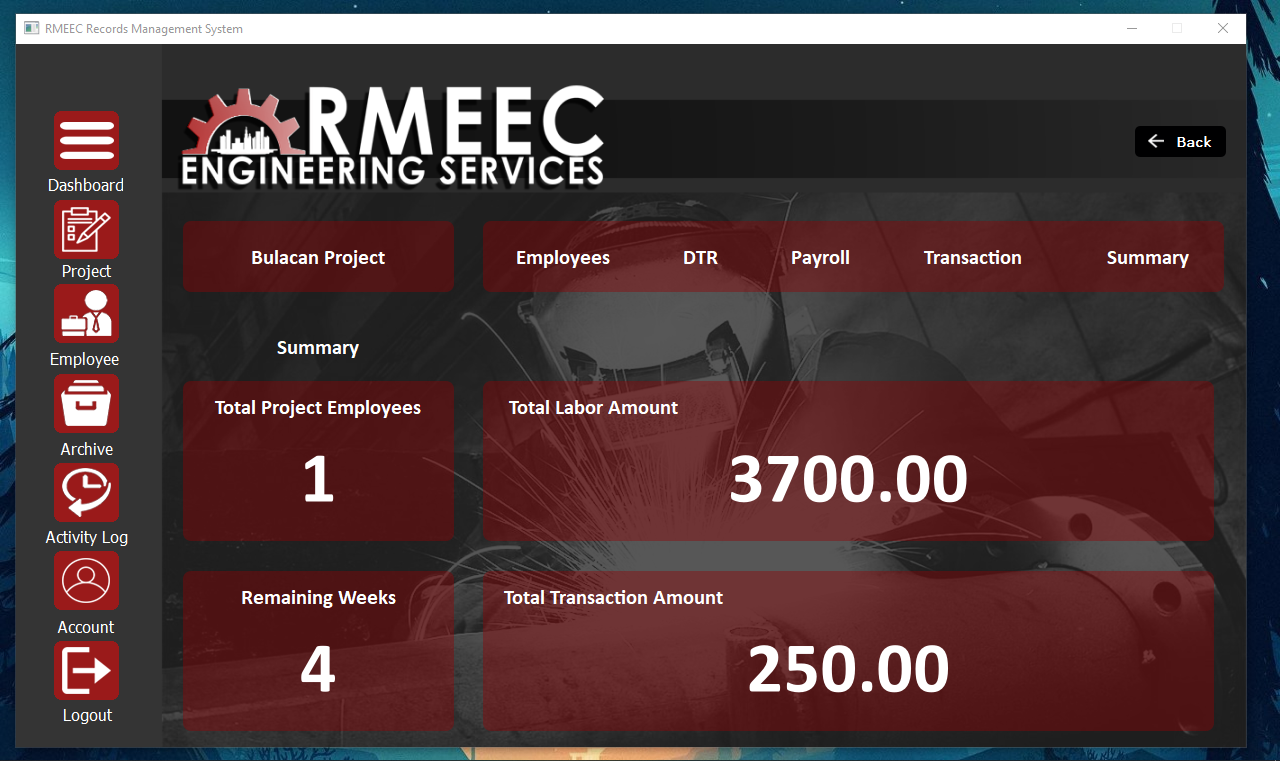 RMEEC Records Management System
RMEEC
ENGINEERING SERVICES
Back
Dashboard
Project
Employee
Archive
Activity Log
Account
Logout
Bulacan Project
Employees DTR Payroll Transaction Summary
Summary
Total Project Employees
1
Total Labor Amount
3700.00
Remaining Weeks
4
Total Transaction Amount
250.00